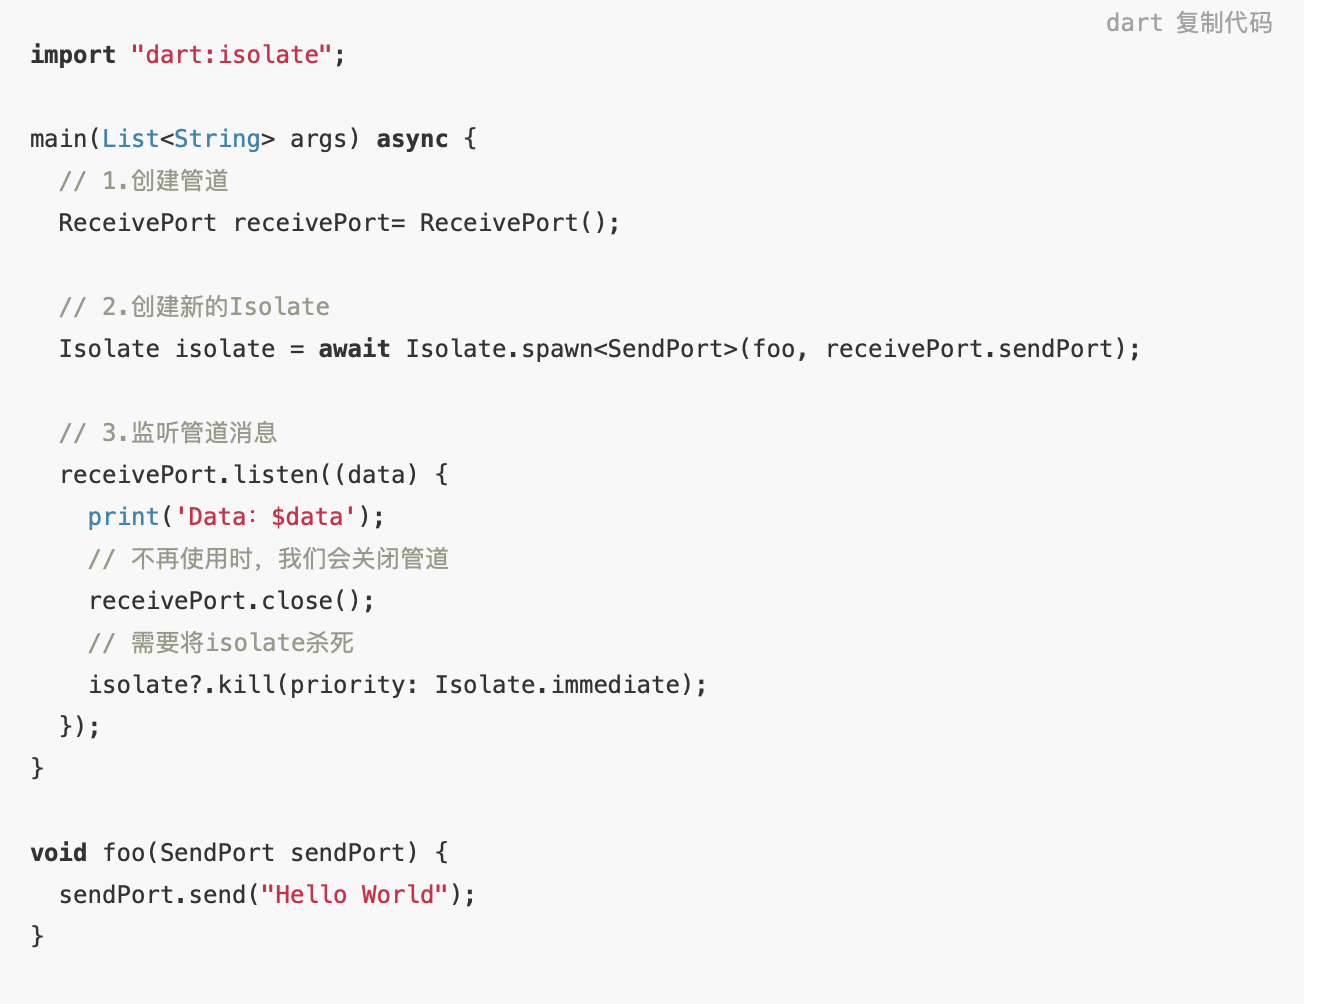 dart 复制代码
import "dart:isolate";
main(List<String> args) async {
  // 1.创建管道
  ReceivePort receivePort= ReceivePort();
  // 2.创建新的Isolate
  Isolate isolate = await Isolate.spawn<SendPort>(foo, receivePort.sendPort);
  // 3.监听管道消息
  receivePort.listen((data) {
    print('Data：$data');
    // 不再使用时，我们会关闭管道
    receivePort.close();
    // 需要将isolate杀死
    isolate?.kill(priority: Isolate.immediate);
  });
}
void foo(SendPort sendPort) {
  sendPort.send("Hello World");
}